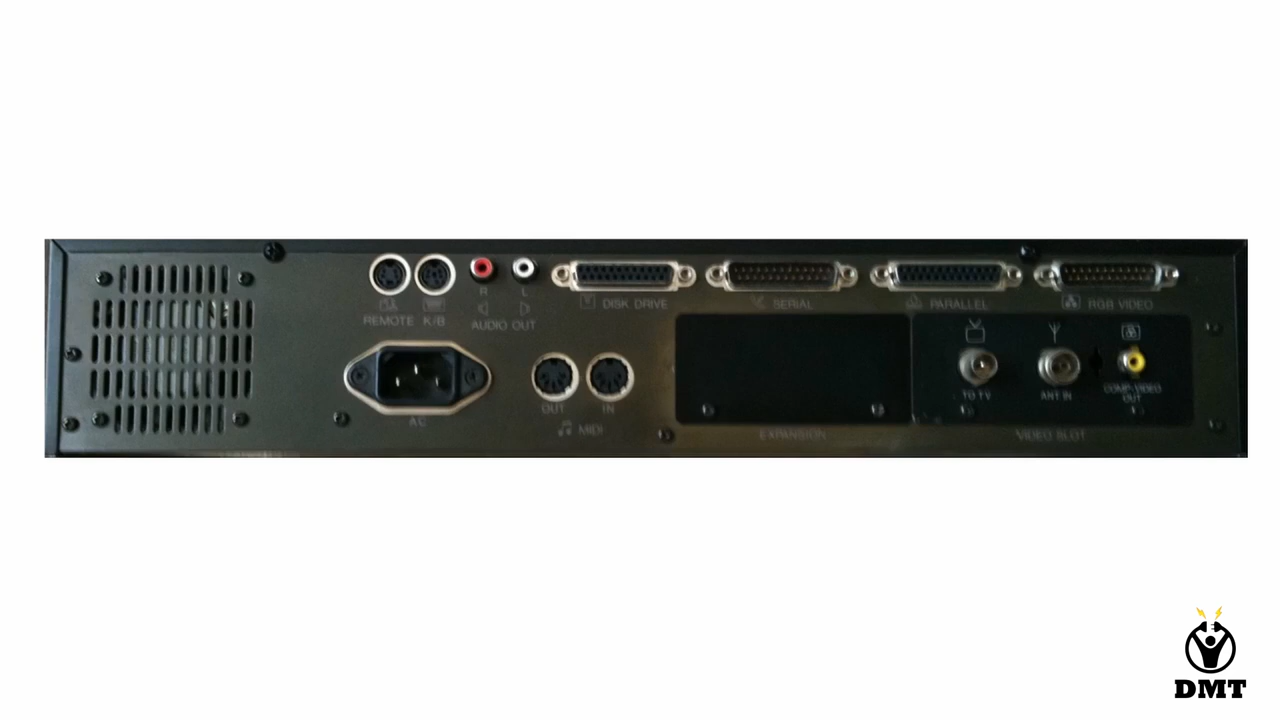 REMOTE K/B
R L
AUDIO OUT
DISK DRIVE
SERIAL
PARALLEL
RGB VIDEO
AC
OUT IN
MIDI
EXPANSION
TO TV
ANT IN
COMP-VIDEO
OUT
VIDEO SLOT
DMT